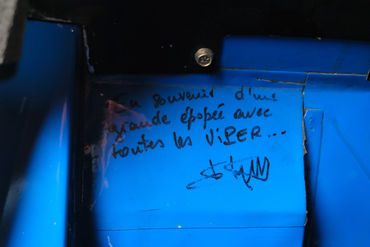 En souvenir d'une
grande épopée avec
toutes les ViPER...